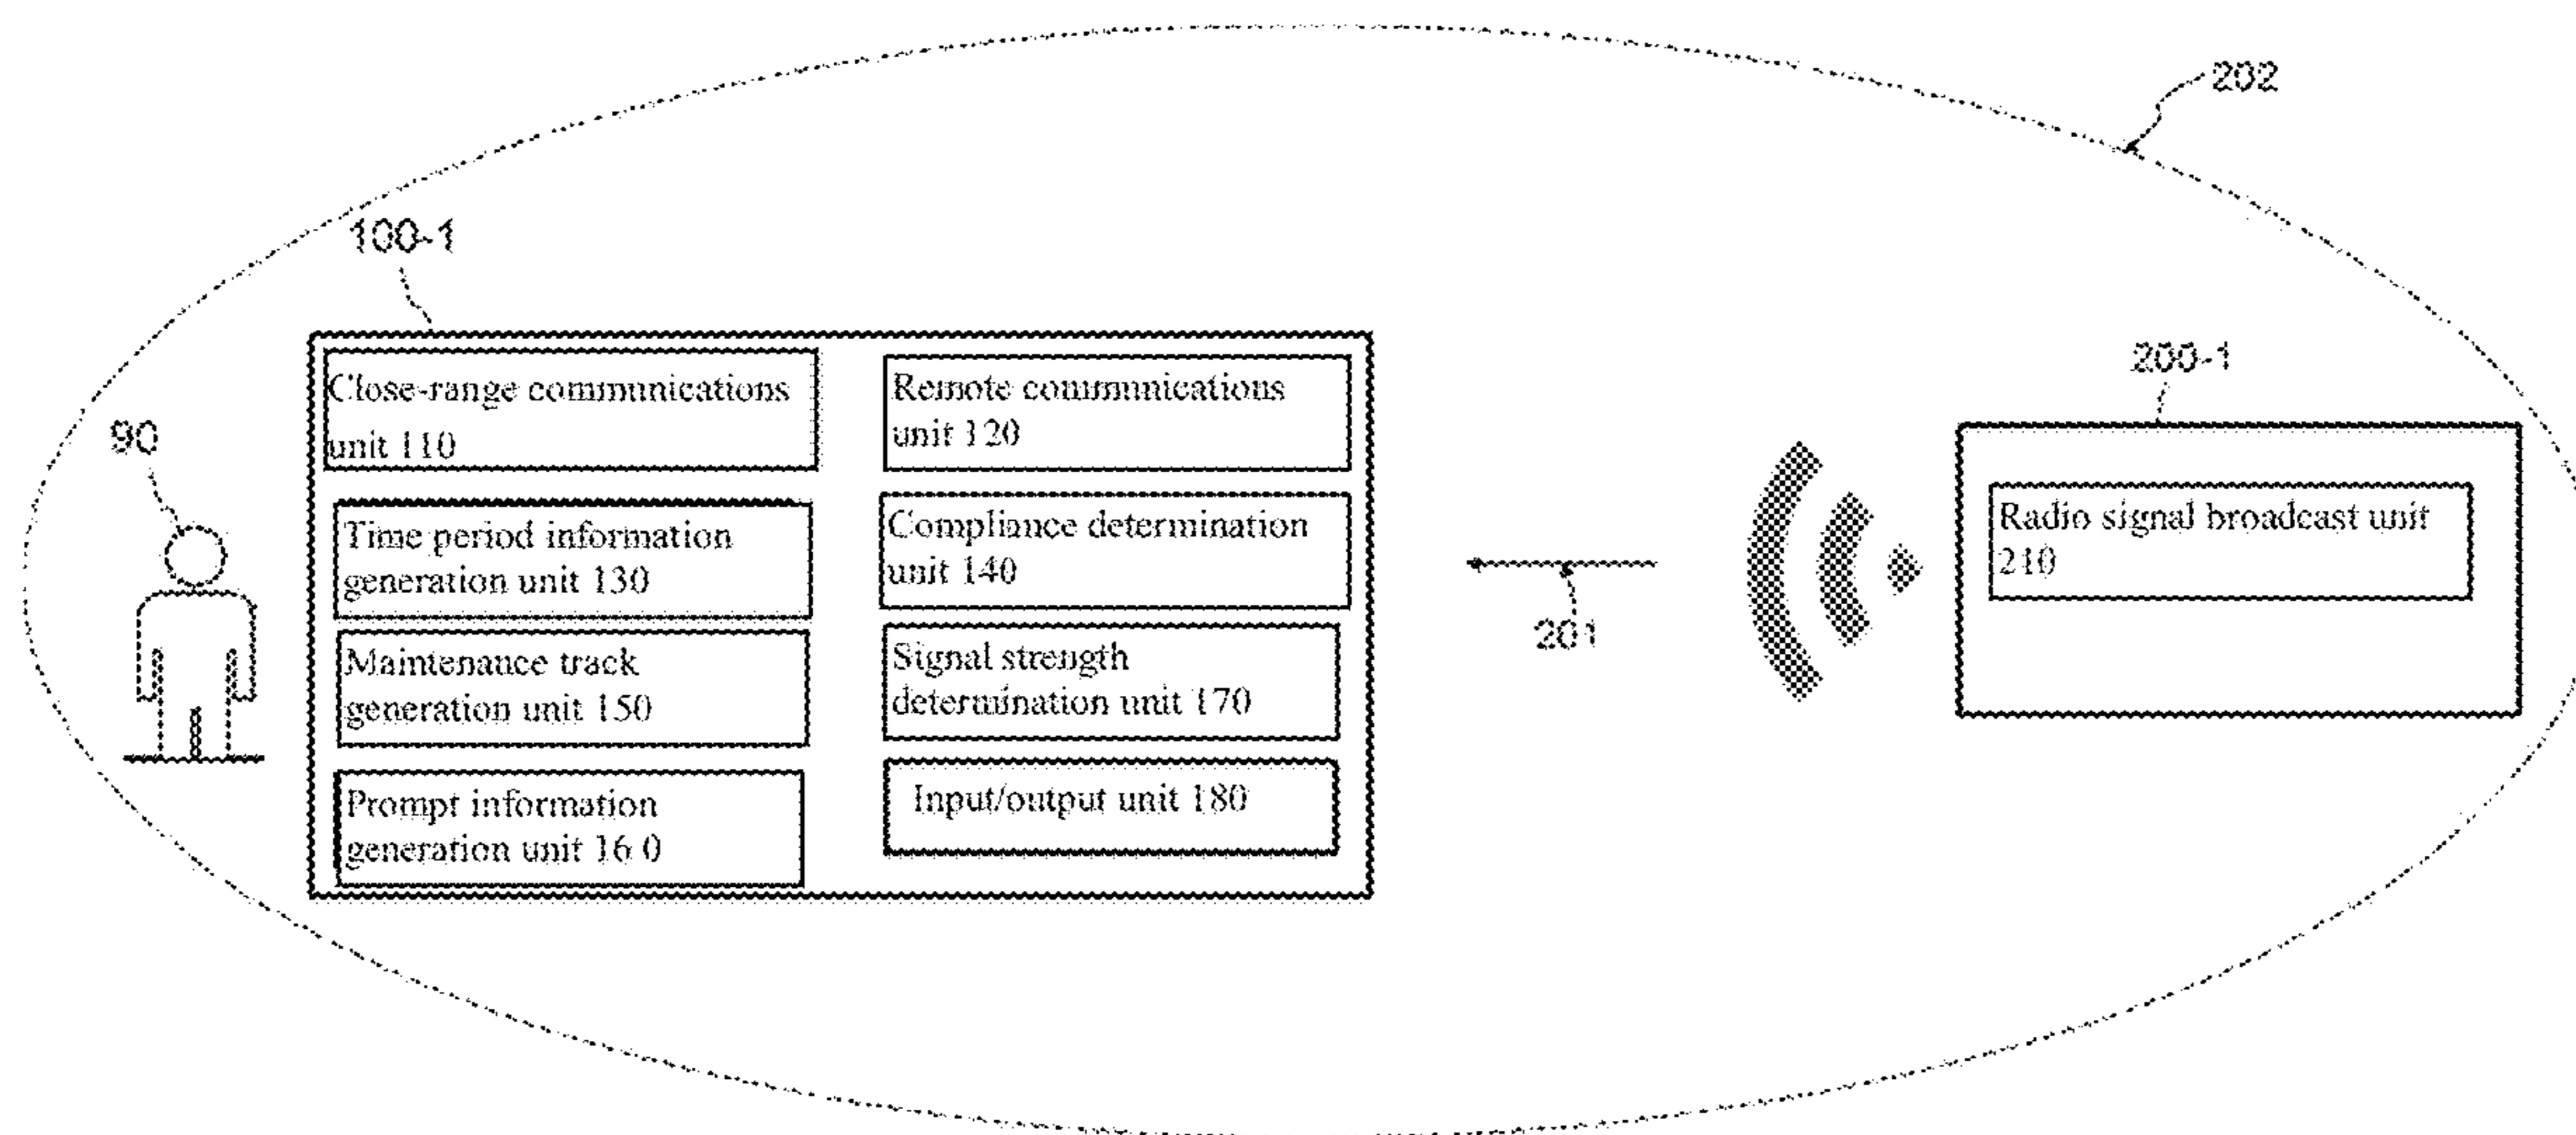 202
100-1
Close-range communications
unit 110
Remote communications
unit 120
200-1
90
Time period information
generation unit 130
Compliance determination
unit 140
Radio signal broadcast unit
210
201
Maintenance track
generation unit 150
Signal strength
determination unit 170
Prompt information
generation unit 16 0
Input/output unit 180